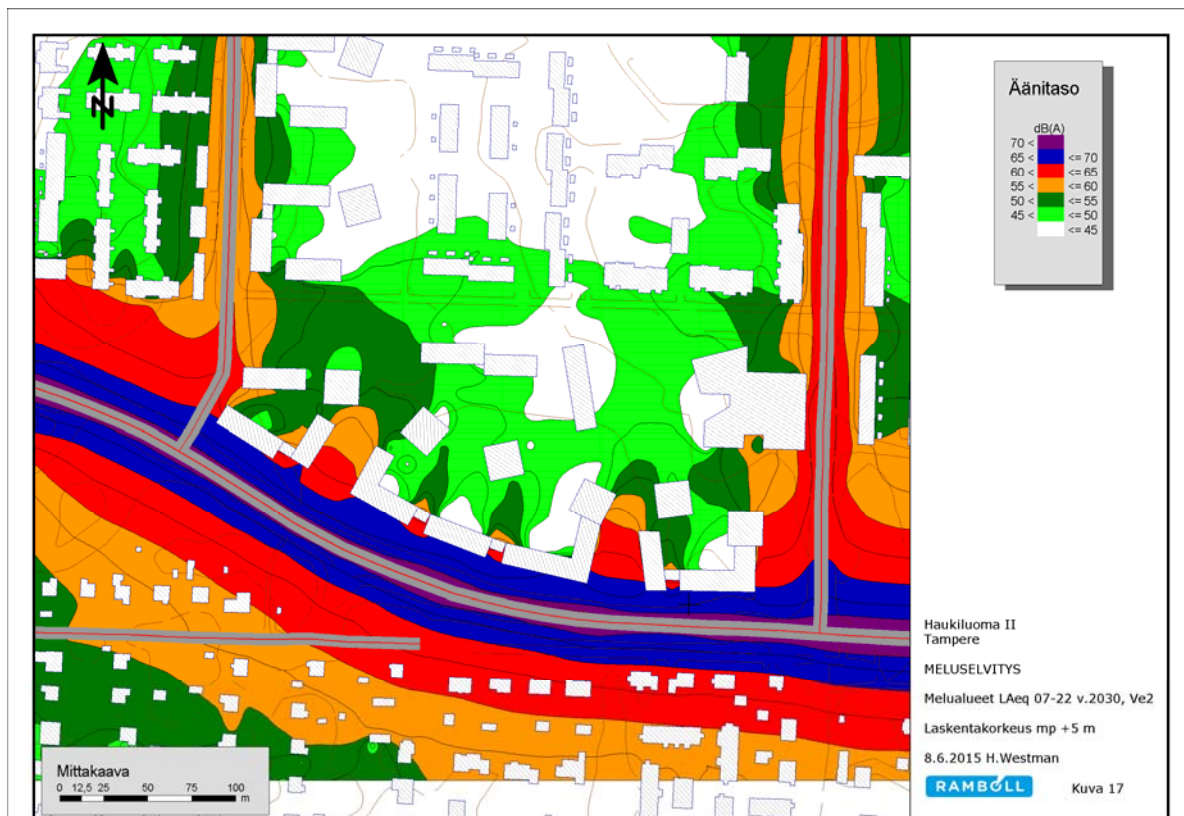 N
Äänitaso
dB(A)
70 <
65 < <= 70
60 < <= 65
55 < <= 60
50 < <= 55
45 < <= 50
<= 45
Haukiluoma II
Tampere
MELUSELVITYS
Melualueet LAeq 07-22 v.2030, Ve2
Laskentakorkeus mp +5 m
8.6.2015 H.Westman
RAMBOLL Kuva 17
Mittakaava
0 12,5 25 50 75 100
m